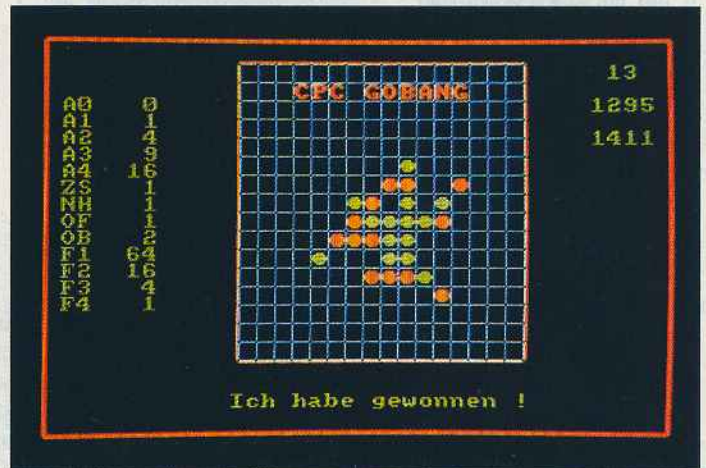 CPC GOBANG
A0 0
A1 1
A2 4
A3 9
A4 16
ZS 1
NH 1
OF 1
OB 2
F1 64
F2 16
F3 4
F4 1
13
1295
1411
Ich habe gewonnen !